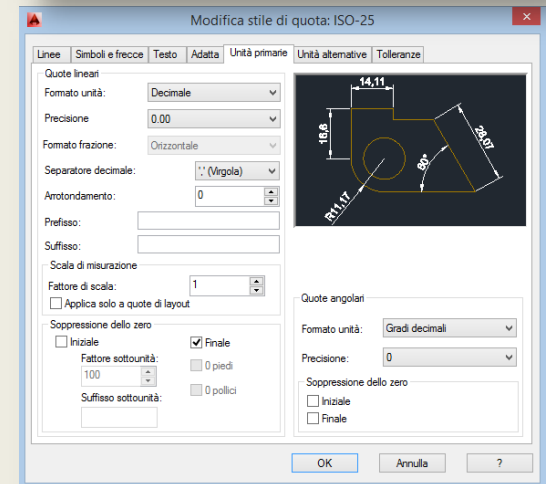 Modifica stile di quota: ISO-25
Linee Simboli e frecce Testo Adatta Unità primarie Unità alternative Tolleranze
Quote lineari
Formato unità: Decimale
Precisione 0.00
Formato frazione: Orizzontale
Separatore decimale: ',' (Virgola)
Arrotondamento: 0
Prefisso:
Suffisso:
Scala di misurazione
Fattore di scala: 1
Applica solo a quote di layout
Soppressione dello zero
Iniziale
Finale
Fattore sottounità:
100
0 piedi
Suffisso sottounità:
0 pollici
14,11
16,6
28,07
60°
R11,17
Quote angolari
Formato unità: Gradi decimali
Precisione: 0
Soppressione dello zero
Iniziale
Finale
OK Annulla ?